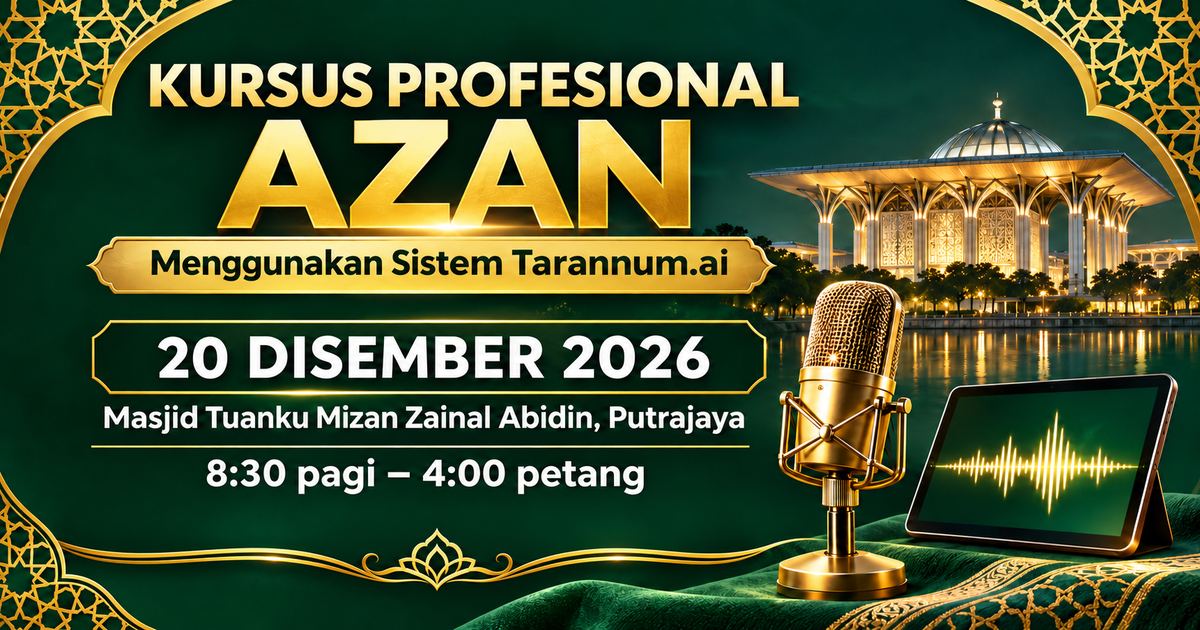 KURSUS PROFESIONAL
AZAN
Menggunakan Sistem Tarannum.ai
20 DISEMBER 2026
Masjid Tuanku Mizan Zainal Abidin, Putrajaya
8:30 pagi – 4:00 petang